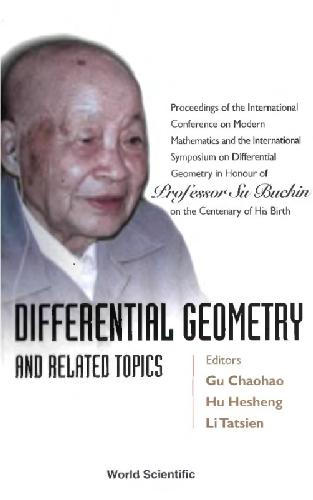 Proceedings of the International
Conference on Modern
Mathematics and the International
Symposium on Differential
Geometry in Honour of
Professor Su Buchin
on the Centenary of His Birth
DIFFERENTIAL GEOMETRY
AND RELATED TOPICS
Editors
Gu Chaohao
Hu Hesheng
Li Tatsien
World Scientific